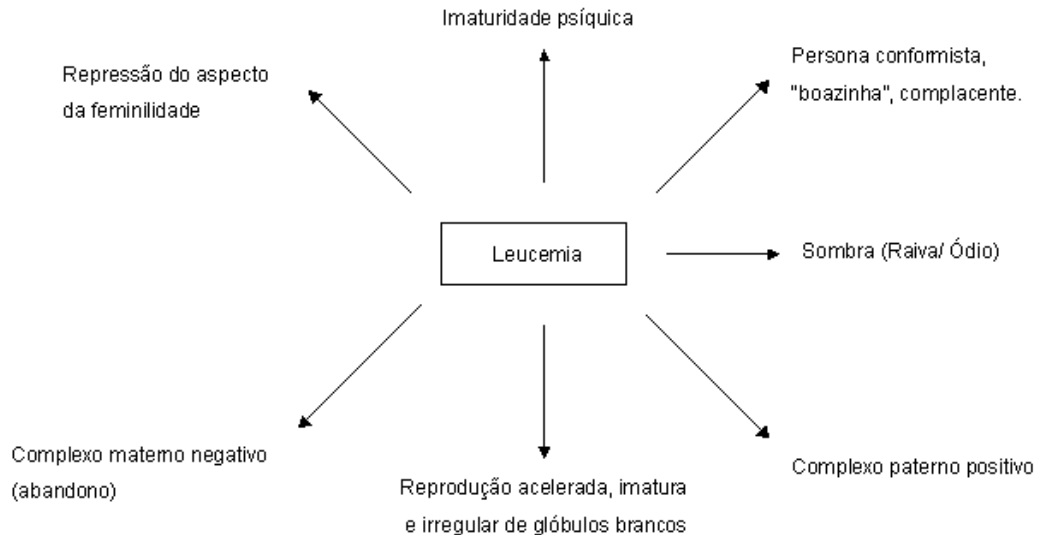 Imaturidade psíquica
Repressão do aspecto
da feminilidade
Persona conformista,
"boazinha", complacente.
Leucemia
Sombra (Raiva/ Ódio)
Complexo materno negativo
(abandono)
Reprodução acelerada, imatura
e irregular de glóbulos brancos
Complexo paterno positivo